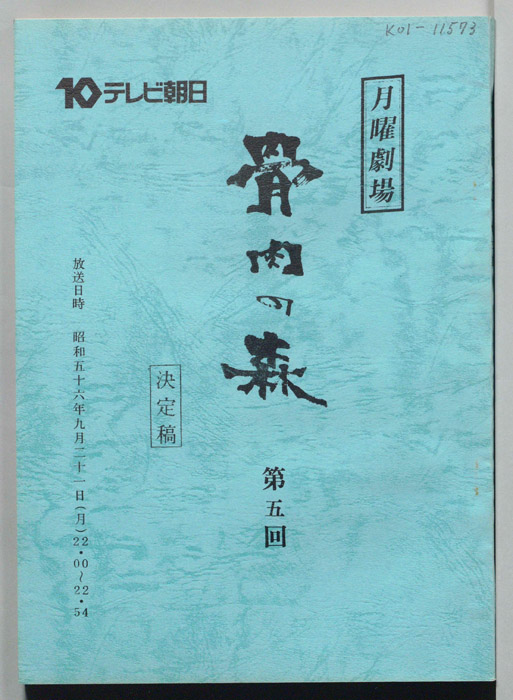 K01-11573
10テレビ朝日
月曜劇場
骨肉の森
第五回
決定稿
放送日時 昭和五十六年九月二十一日(月)22・00〜22・54